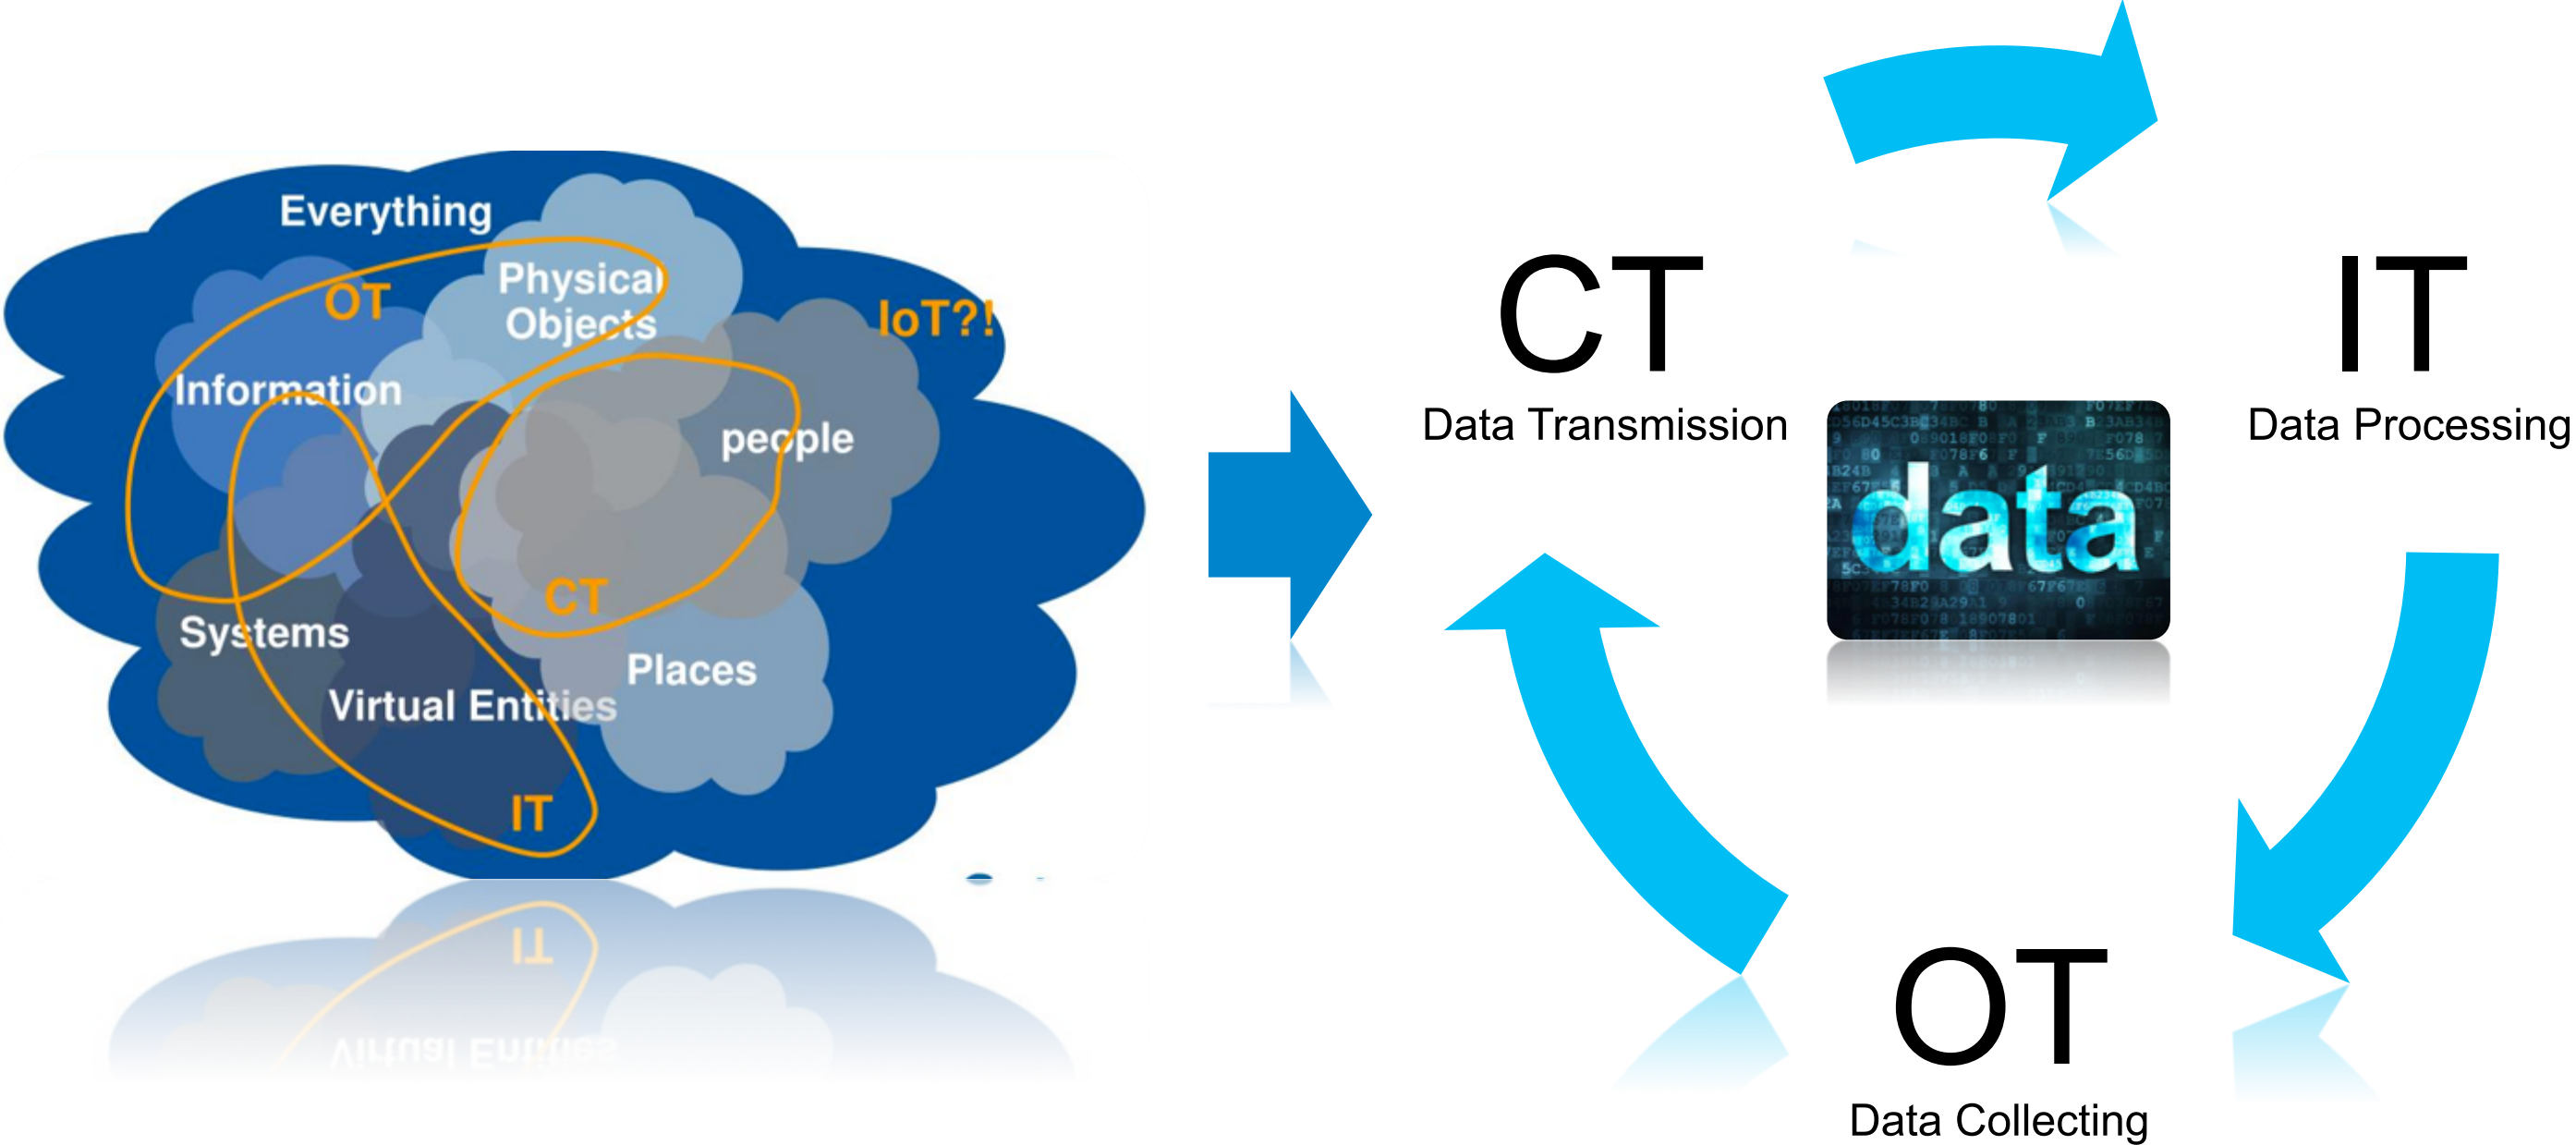 Everything
Physical
Objects
OT
IoT?!
Information
people
CT
Systems
Places
Virtual Entities
IT
CT
Data Transmission
IT
Data Processing
data
OT
Data Collecting